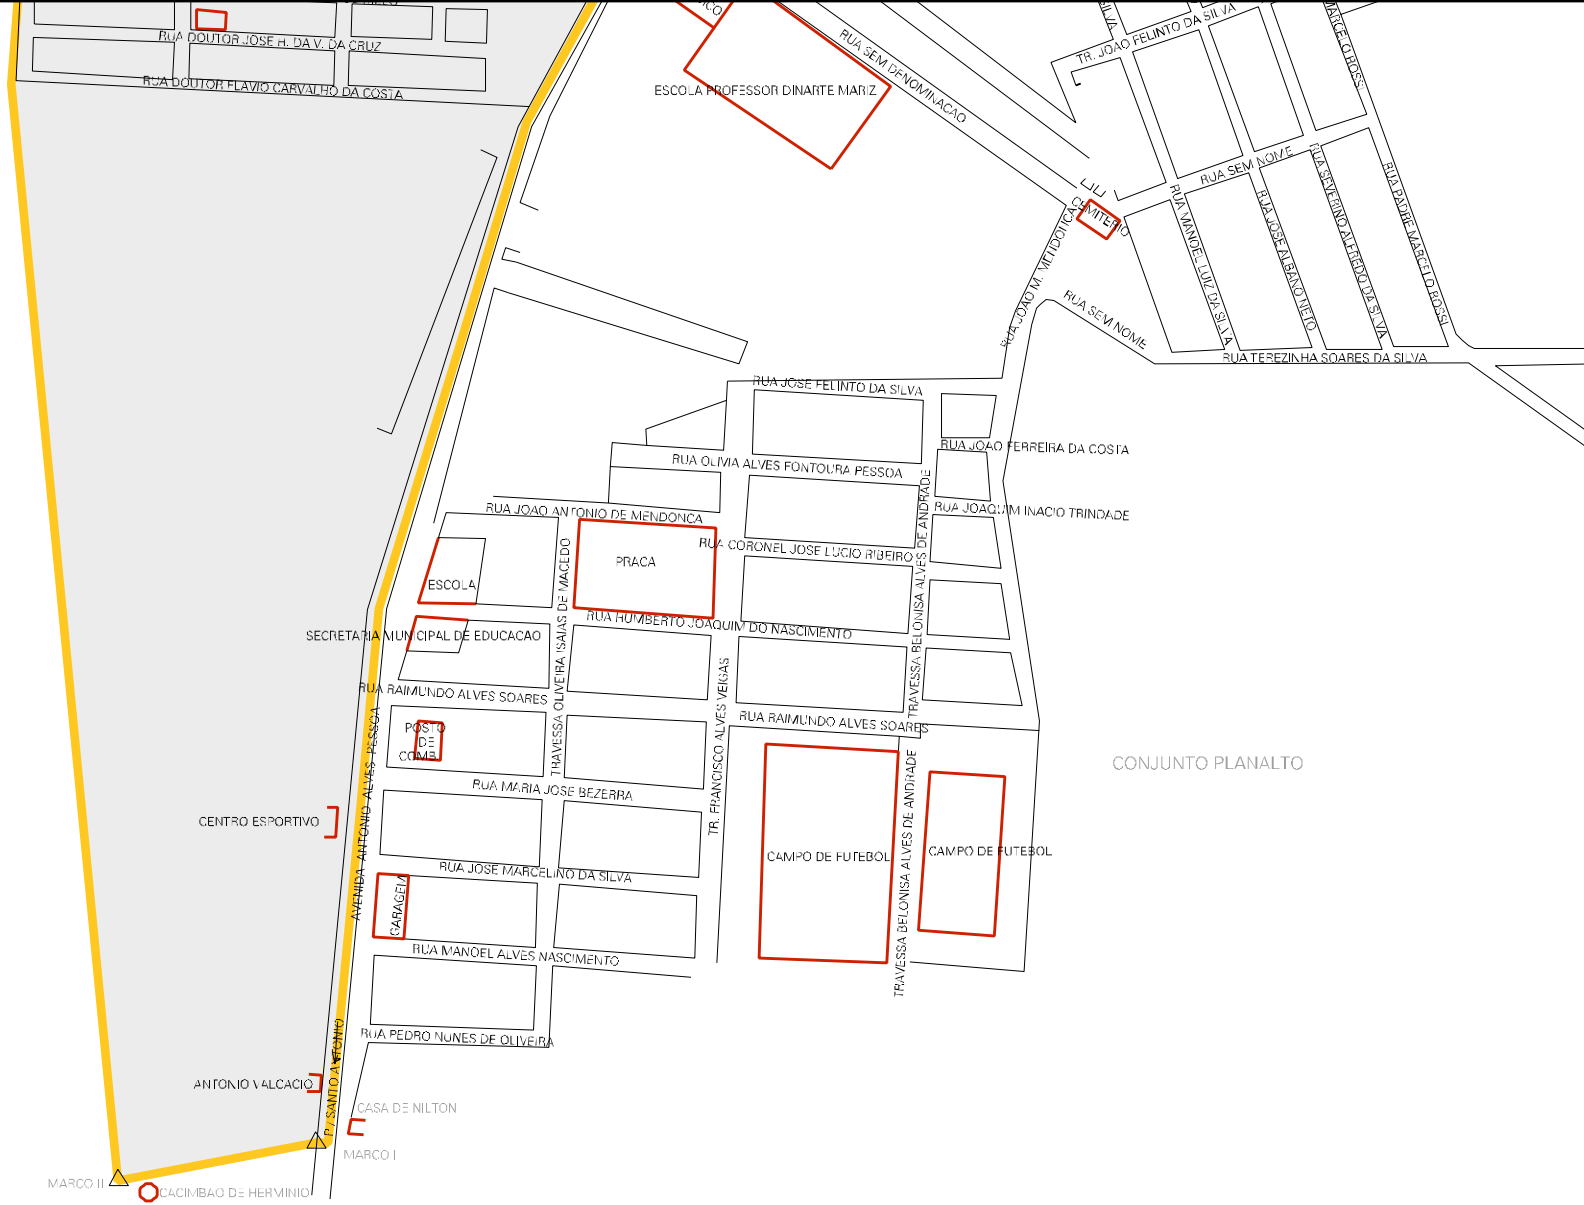 RUA DOUTOR JOSE H. DA V. DA CRUZ
RUA DOUTOR FLAVIO CARVALHO DA COSTA
ESCOLA PROFESSOR DINARTE MARIZ
RUA SEM DENOMINACAO
SILVA
TR. JOAO FELINTO DA SILVA
MARCELO ROSSI
RUA SEM NOME
CEMITERIO
RUA JOAO M. MENDONCA
RUA MANOEL LUIZ DA SILVA
RUA JOSE ALBANO NETO
RUA SEVERINO ALFREDO DA SILVA
RUA PADRE MARCELO ROSSI
RUA SEM NOME
RUA TEREZINHA SOARES DA SILVA
RUA JOSE FELINTO DA SILVA
RUA JOAO FERREIRA DA COSTA
RUA OLIVIA ALVES FONTOURA PESSOA
RUA JOAO ANTONIO DE MENDONCA
RUA JOAQUIM INACIO TRINDADE
RUA CORONEL JOSE LUCIO RIBEIRO
PRACA
ESCOLA
TRAVESSA OLIVEIRA ISAIAS DE MACEDO
TRAVESSA BELONISA ALVES DE ANDRADE
RUA HUMBERTO JOAQUIM DO NASCIMENTO
SECRETARIA MUNICIPAL DE EDUCACAO
RUA RAIMUNDO ALVES SOARES
RUA RAIMUNDO ALVES SOARES
POSTO
DE
COMB.
TR. FRANCISCO ALVES VEIGAS
AVENIDA ANTONIO ALVES PESSOA
CONJUNTO PLANALTO
RUA MARIA JOSE BEZERRA
CENTRO ESPORTIVO
CAMPO DE FUTEBOL
CAMPO DE FUTEBOL
TRAVESSA BELONISA ALVES DE ANDRADE
RUA JOSE MARCELINO DA SILVA
GARAGEM
RUA MANOEL ALVES NASCIMENTO
RUA PEDRO NUNES DE OLIVEIRA
P / SANTO ANTONIO
ANTONIO VALCACIO
CASA DE NILTON
MARCO I
MARCO II
CACIMBAO DE HERMINIO